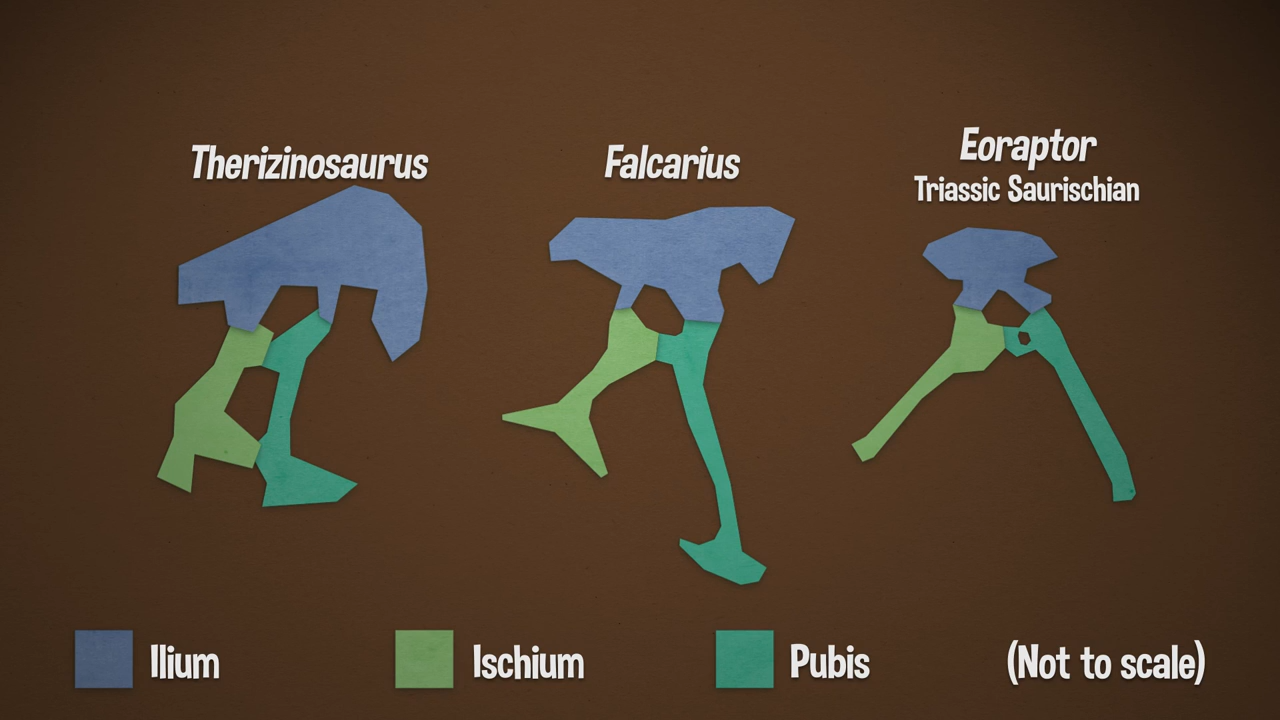 Therizinosaurus
Falcarius
Eoraptor
Triassic Saurischian
Ilium
Ischium
Pubis
(Not to scale)